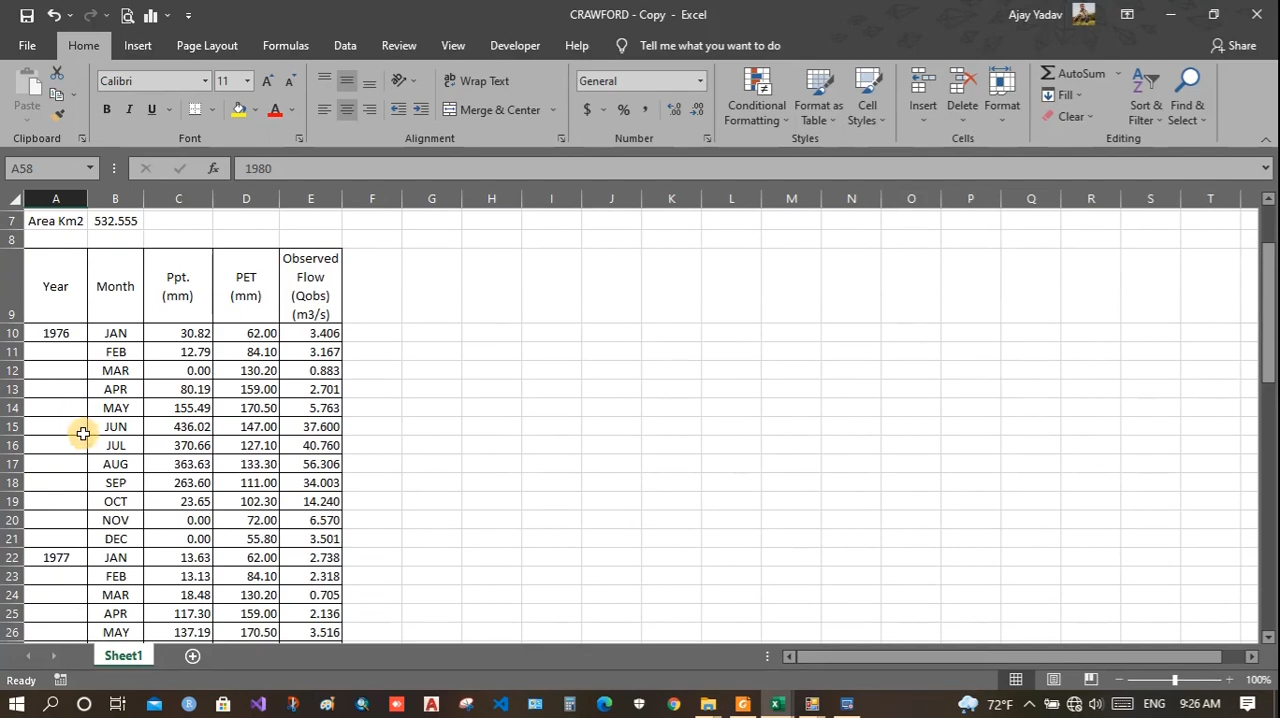 CRAWFORD - Copy - Excel
Ajay Yadav
File Home Insert Page Layout Formulas Data Review View Developer Help Tell me what you want to do Share
Paste
Calibri 11 A A
Wrap Text
General
Conditional Formatting
Format as Table
Cell Styles
Insert Delete Format
AutoSum
Fill
Clear
Sort & Filter
Find & Select
B I U A
Merge & Center
$ % ,
Clipboard Font Alignment Number Styles Cells Editing
A58 fx 1980
A B C D E F G H I J K L M N O P Q R S T
7 Area Km2 532.555
8
9 Year Month Ppt. (mm) PET (mm) Observed Flow (Qobs) (m3/s)
10 1976 JAN 30.82 62.00 3.406
11 FEB 12.79 84.10 3.167
12 MAR 0.00 130.20 0.883
13 APR 80.19 159.00 2.701
14 MAY 155.49 170.50 5.763
15 JUN 436.02 147.00 37.600
16 JUL 370.66 127.10 40.760
17 AUG 363.63 133.30 56.306
18 SEP 263.60 111.00 34.003
19 OCT 23.65 102.30 14.240
20 NOV 0.00 72.00 6.570
21 DEC 0.00 55.80 3.501
22 1977 JAN 13.63 62.00 2.738
23 FEB 13.13 84.10 2.318
24 MAR 18.48 130.20 0.705
25 APR 117.30 159.00 2.136
26 MAY 137.19 170.50 3.516
Sheet1
Ready 100%
72°F ENG 9:26 AM